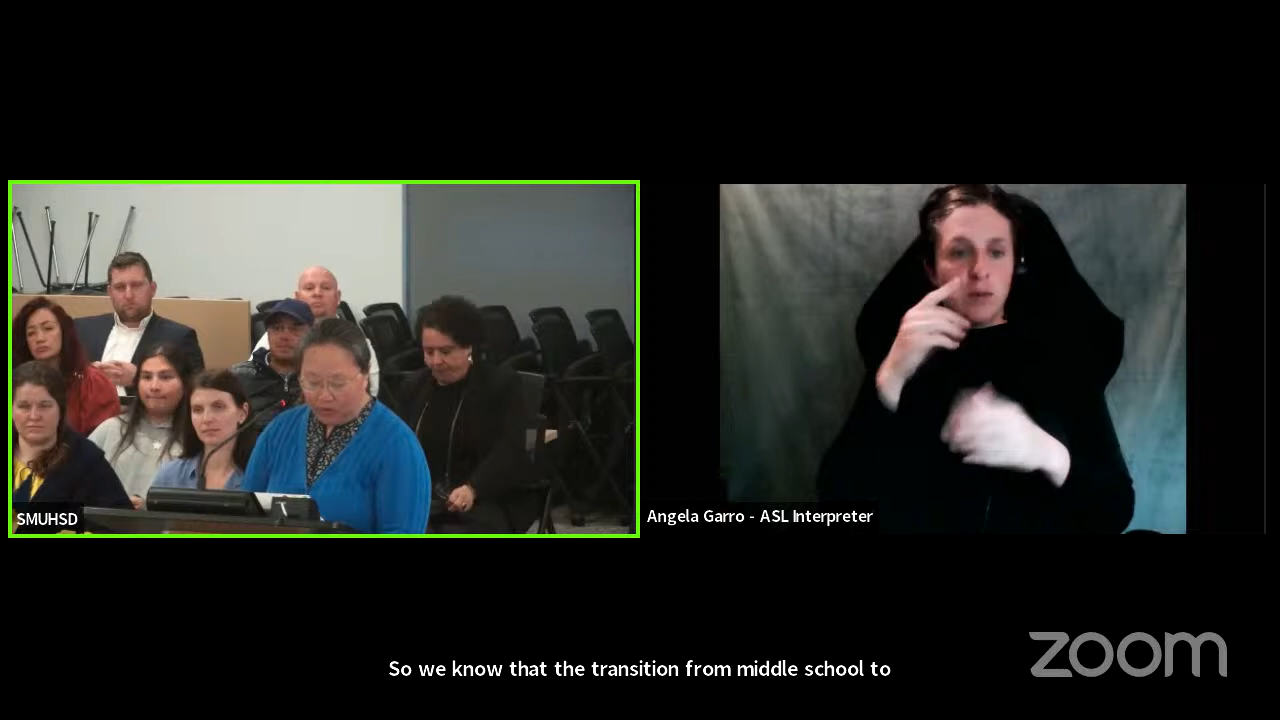 SMUHSD
Angela Garro - ASL Interpreter
So we know that the transition from middle school to
zoom